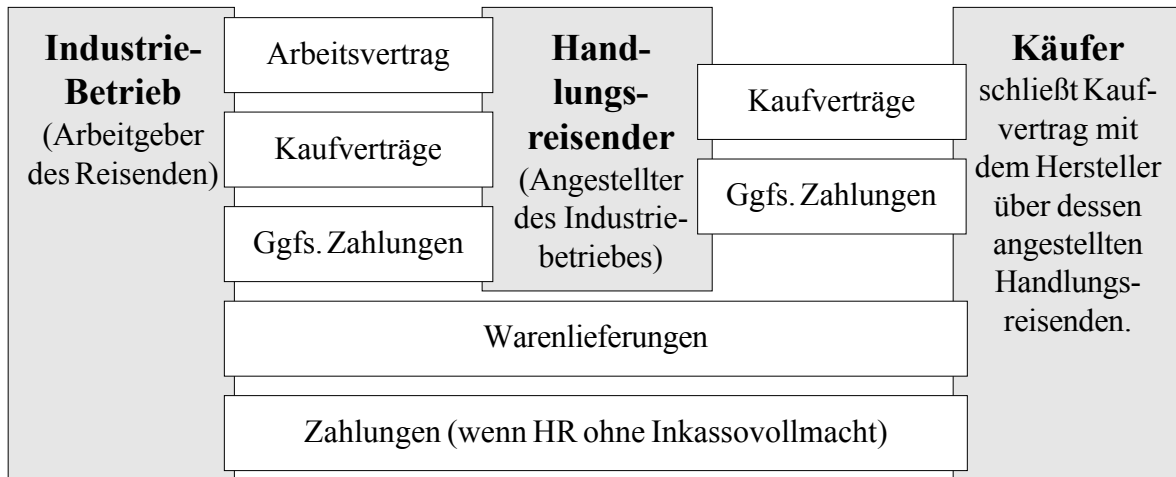 Industrie-
Betrieb
(Arbeitgeber
des Reisenden)
Arbeitsvertrag
Kaufverträge
Ggfs. Zahlungen
Hand-
lungs-
reisender
(Angestellter
des Industrie-
betriebes)
Kaufverträge
Ggfs. Zahlungen
Käufer
schließt Kauf-
vertrag mit
dem Hersteller
über dessen
angestellten
Handlungs-
reisenden.
Warenlieferungen
Zahlungen (wenn HR ohne Inkassovollmacht)